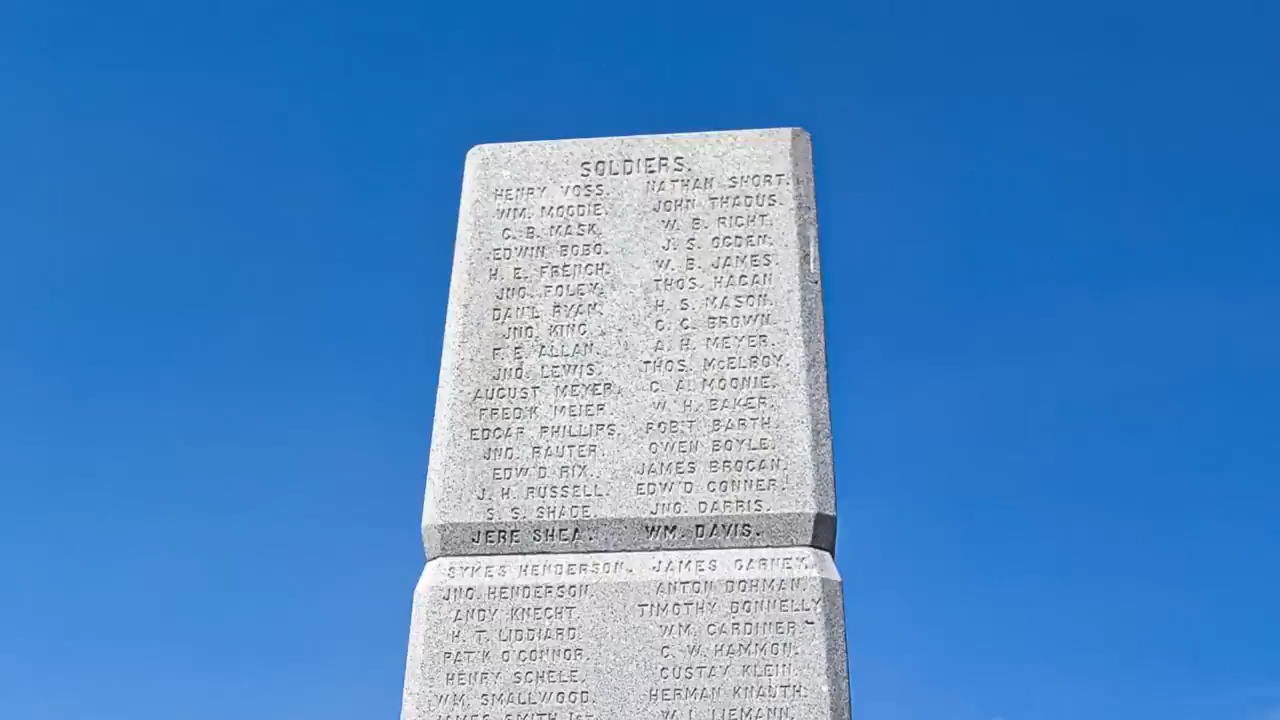 SOLDIERS.
HENRY VOSS. NATHAN SHORT.
WM. MOODIE. JOHN THADUS.
C. B. MASK. W. B. RIGHT.
EDWIN BOBO. J. S. OGDEN.
H. E. FRENCH. W. B. JAMES.
JNO. FOLEY. THOS. HAGAN
DAN'L RYAN. H. S. MASON.
JNO. KING. C. C. BROWN.
F. E. ALLAN. A. H. MEYER.
JNO. LEWIS. THOS. McELROY.
AUGUST MEYER. C. A. MOONIE.
FRED'K MEIER. W. H. BAKER.
EDGAR PHILLIPS. ROB'T BARTH.
JNO. RAUTER. OWEN BOYLE.
EDW'D RIX. JAMES BROGAN.
J. H. RUSSELL. EDW'D CONNER.
S. S. SHADE. JNO. DARRIS.
JERE SHEA. WM. DAVIS.
SYKES HENDERSON. JAMES CARNEY.
JNO. HENDERSON. ANTON DOHMAN.
ANDY KNECHT. TIMOTHY DONNELLY
H. T. LIDDIARD. WM. GARDINER.
PAT'K O'CONNOR. C. W. HAMMON.
HENRY SCHELE. GUSTAV KLEIN.
WM. SMALLWOOD. HERMAN KNAUTH.
JAMES SMITH 1ST. W. L. LIEMANN.